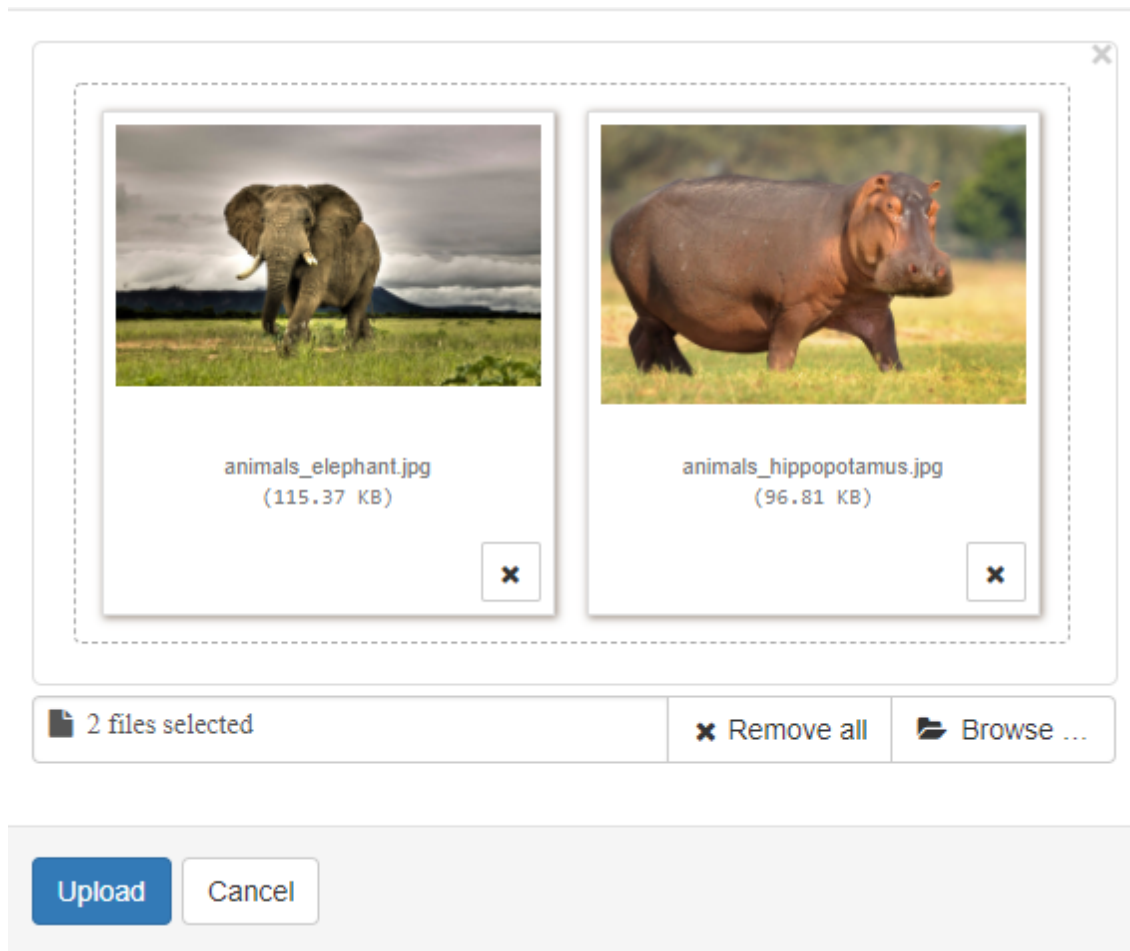 animals_elephant.jpg
(115.37 KB)
animals_hippopotamus.jpg
(96.81 KB)
2 files selected
Remove all
Browse ...
Upload
Cancel